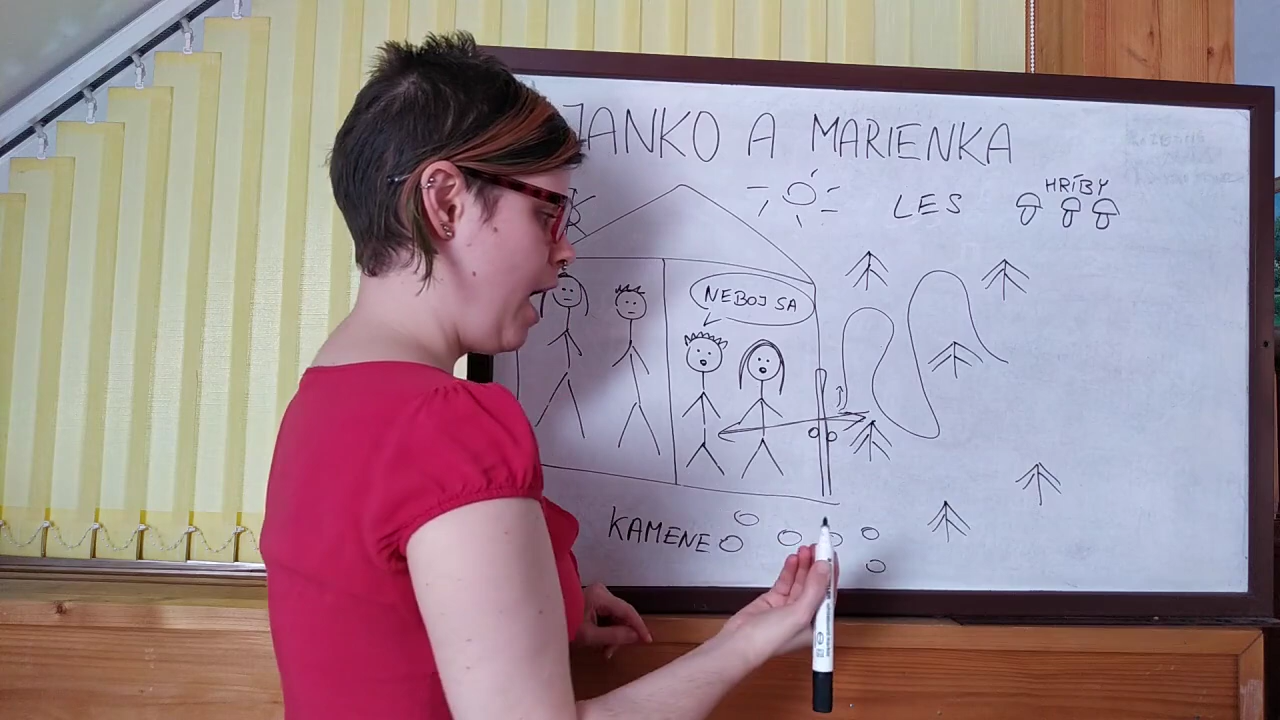 JANKO A MARIENKA
LES
HRÍBY
NEBOJ SA
KAMENE